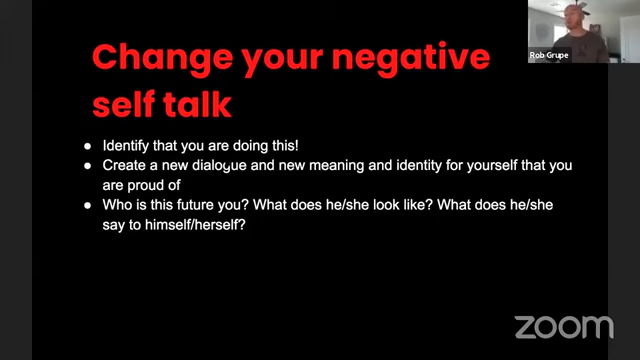 Change your negative
self talk
● Identify that you are doing this!
● Create a new dialogue and new meaning and identity for yourself that you
are proud of
● Who is this future you? What does he/she look like? What does he/she
say to himself/herself?
Rob Grupe
zoom